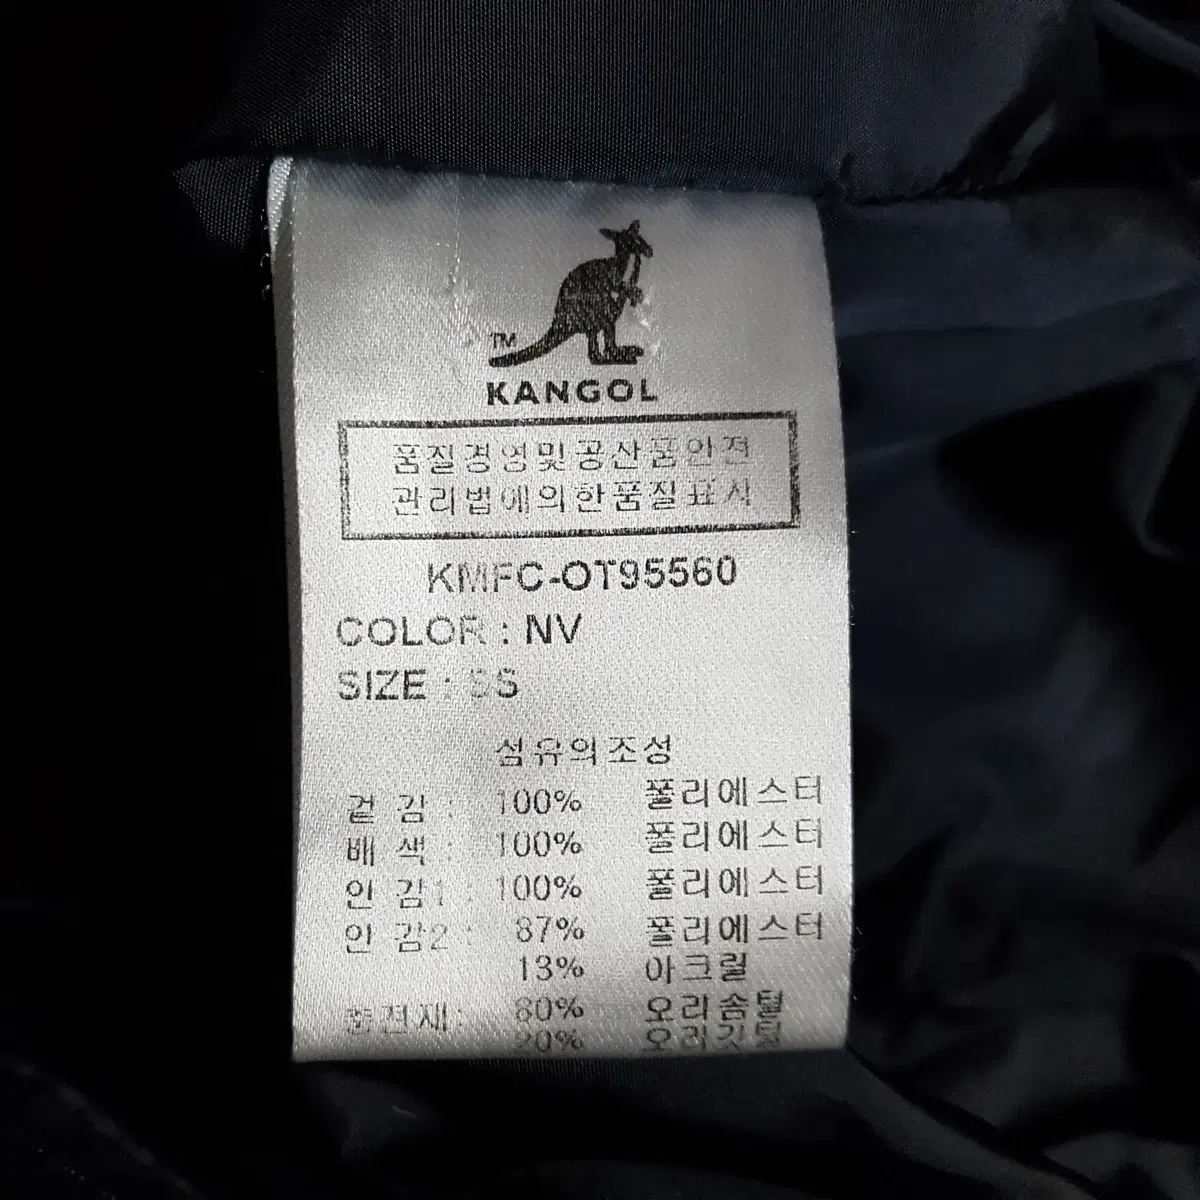 TM
KANGOL
품질경영및공산품안전
관리법에의한품질표시
KMFC-OT95560
COLOR : NV
SIZE : SS
섬유의조성
겉 감 : 100% 폴리에스터
배 색 : 100% 폴리에스터
안 감1 : 100% 폴리에스터
안 감2 : 87% 폴리에스터
13% 아크릴
충전재 : 80% 오리솜털
20% 오리깃털